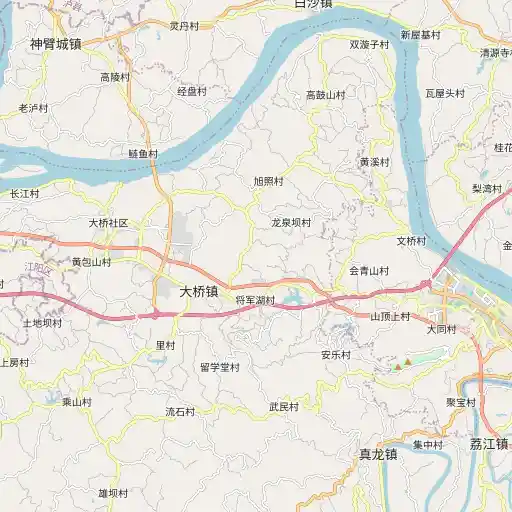 白沙镇
灵丹村
新屋基村
神臂城镇
双漩子村
清源寺村
泸县
高陵村
经盘村
高鼓山村
瓦屋头村
老泸村
桂花
鲢鱼村
黄溪村
旭照村
长江村
梨湾村
大桥社区
龙泉坝村
文桥村
金
黄包山村
江阳区
会青山村
村
大桥镇
将军湖村
土地坝村
山顶上村
大同村
里村
安乐村
上房村
留学堂村
乘山村
聚宝村
流石村
武民村
集中村
荔江镇
真龙镇
雄坝村